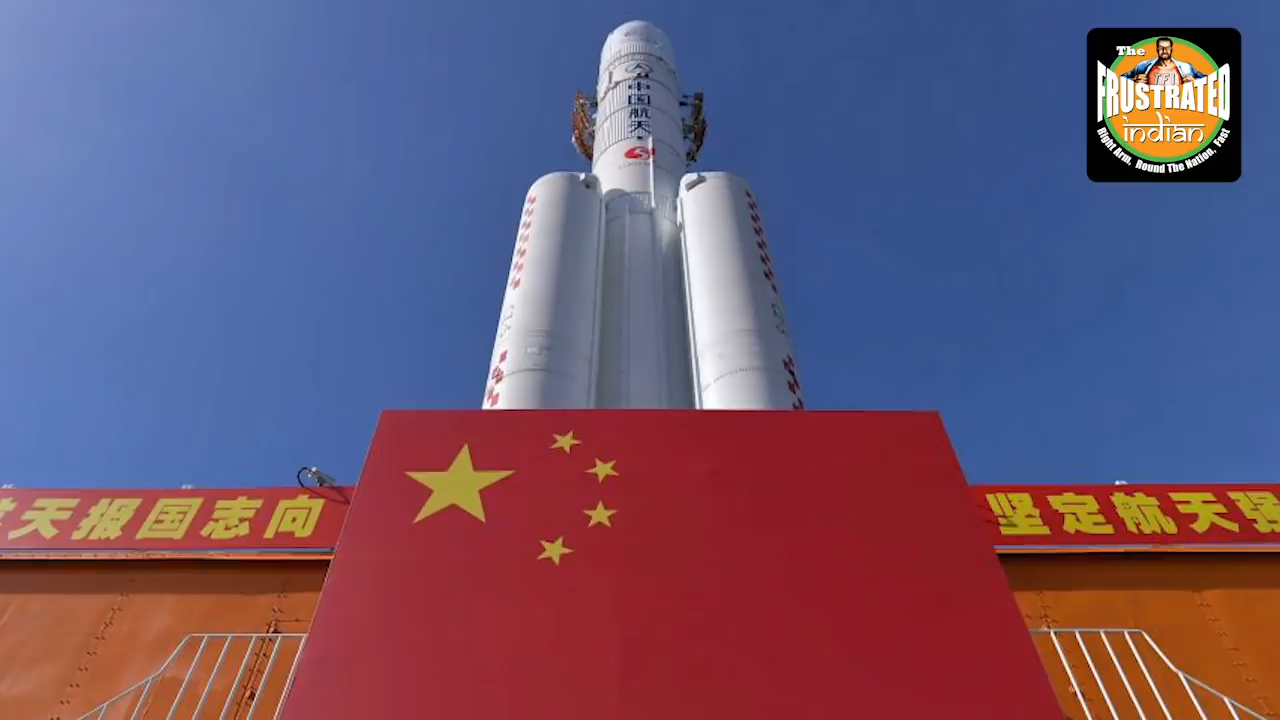 中国航天
The
TFI
FRUSTRATED
indian
Right Arm, Round The Nation, Fast
天报国志向
坚定航天强